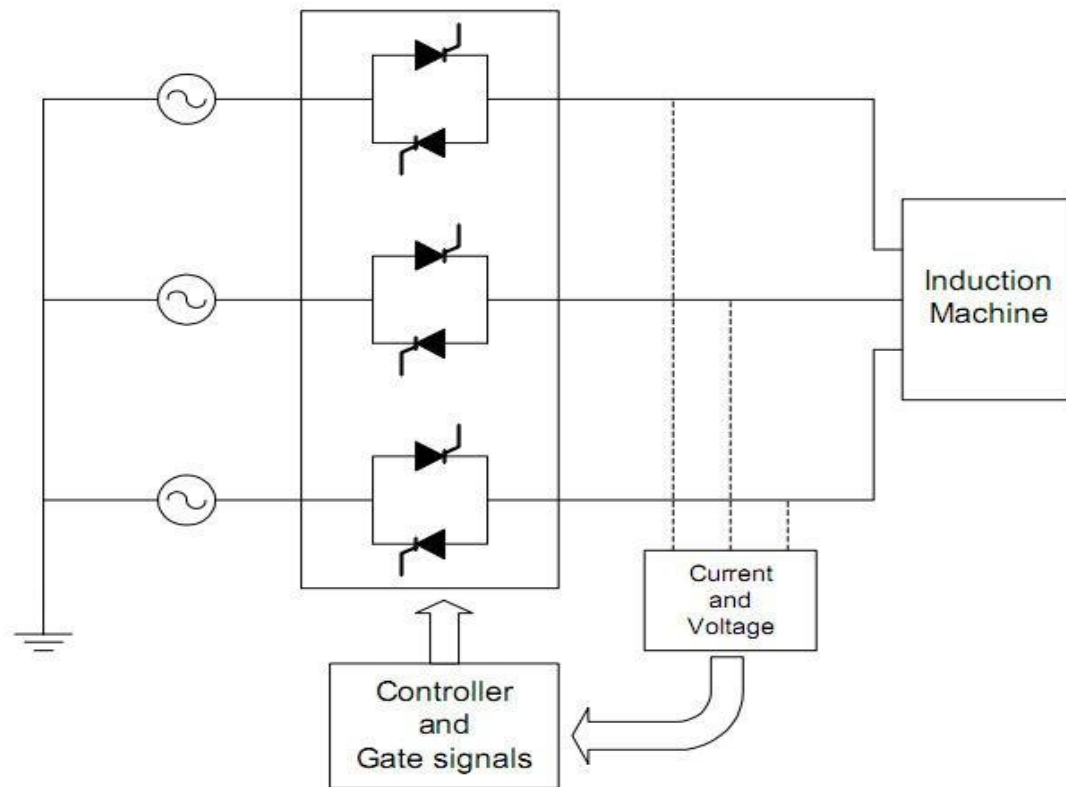 Induction
Machine
Current
and
Voltage
Controller
and
Gate signals